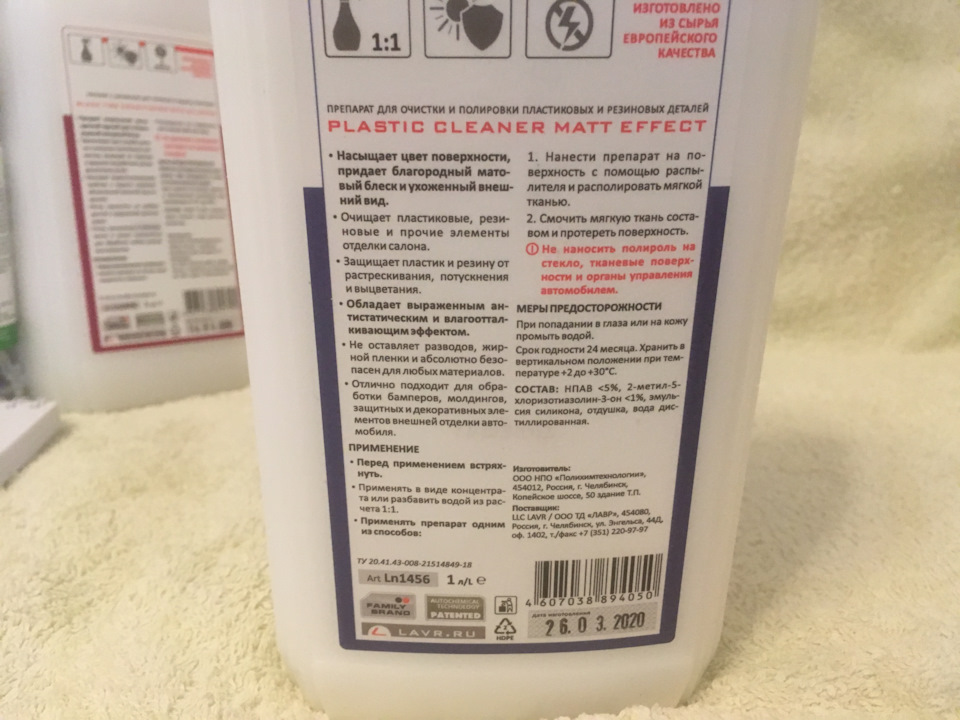 1:1
ИЗГОТОВЛЕНО
ИЗ СЫРЬЯ
ЕВРОПЕЙСКОГО
КАЧЕСТВА
ПРЕПАРАТ ДЛЯ ОЧИСТКИ И ПОЛИРОВКИ ПЛАСТИКОВЫХ И РЕЗИНОВЫХ ДЕТАЛЕЙ
PLASTIC CLEANER MATT EFFECT
• Насыщает цвет поверхности,
придает благородный мато-
вый блеск и ухоженный внеш-
ний вид.
• Очищает пластиковые, рези-
новые и прочие элементы
отделки салона.
• Защищает пластик и резину от
растрескивания, потускнения
и выцветания.
• Обладает выраженным ан-
тистатическим и влагооттал-
кивающим эффектом.
• Не оставляет разводов, жир-
ной пленки и абсолютно безо-
пасен для любых материалов.
• Отлично подходит для обра-
ботки бамперов, молдингов,
защитных и декоративных эле-
ментов внешней отделки авто-
мобиля.
ПРИМЕНЕНИЕ
• Перед применением встрях-
нуть.
• Применять в виде концентра-
та или разбавить водой из рас-
чета 1:1.
• Применять препарат одним
из способов:
1. Нанести препарат на по-
верхность с помощью распы-
лителя и располировать мягкой
тканью.
2. Смочить мягкую ткань соста-
вом и протереть поверхность.
Не наносить полироль на
стекло, тканевые поверх-
ности и органы управления
автомобилем.
МЕРЫ ПРЕДОСТОРОЖНОСТИ
При попадании в глаза или на кожу
промыть водой.
Срок годности 24 месяца. Хранить в
вертикальном положении при тем-
пературе +2 до +30°С.
СОСТАВ: НПАВ <5%, 2-метил-5-
хлоризотиазолин-3-он <1%, эмуль-
сия силикона, отдушка, вода дис-
тиллированная.
Изготовитель:
ООО НПО «Полихимтехнологии»,
454012, Россия, г. Челябинск,
Копейское шоссе, 50 здание Т.П.
Поставщик:
LLC LAVR / ООО ТД «ЛАВР», 454080,
Россия, г. Челябинск, ул. Энгельса, 44Д,
оф. 1402, т./факс +7 (351) 220-97-97
ТУ 20.41.43-008-21514849-18
Art Ln1456 1 л/L ℮
FAMILY
BRAND
AUTOCHEMICAL
TECHNOLOGY
PATENTED
LAVR.RU
HDPE
4 607038 894050
ДАТА ИЗГОТОВЛЕНИЯ
26.03.2020